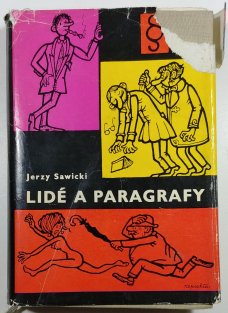 §
Jerzy Sawicki
LIDÉ A PARAGRAFY